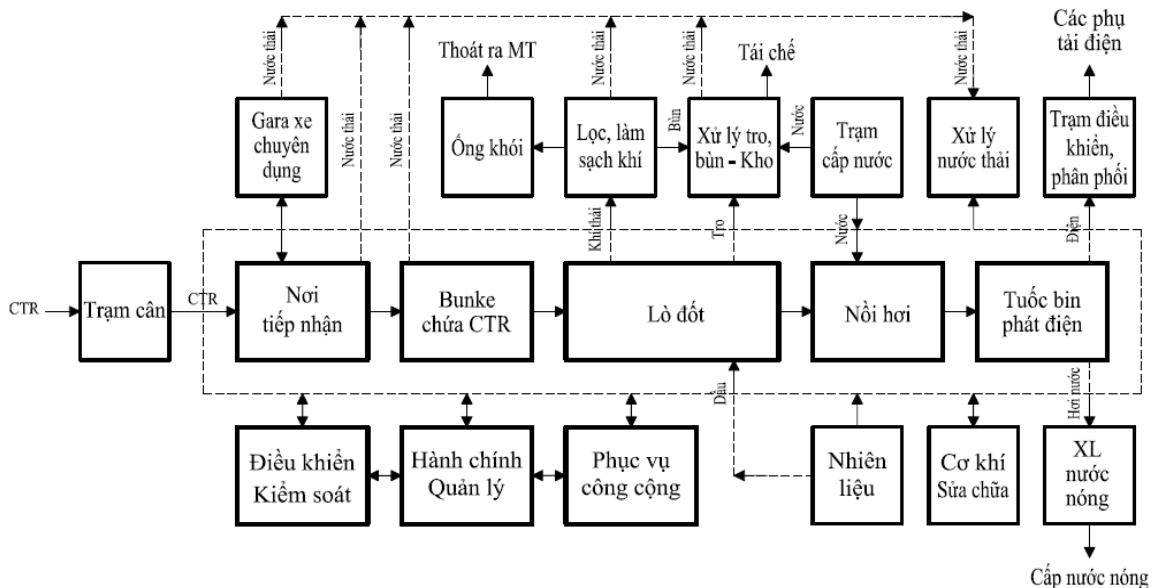 Các phụ
tải điện
Thoát ra MT
Tái chế
Nước thải
Nước thải
Nước thải
Nước thải
Nước thải
Nước thải
Gara xe
chuyên
dụng
Ống khói
Lọc, làm
sạch khí
Bùn
Xử lý tro,
bùn - Kho
Nước
Trạm
cấp nước
Xử lý
nước thải
Trạm điều
khiển,
phân phối
Khí thải
Tro
Nước
Điện
CTR
Trạm cân
CTR
Nơi
tiếp nhận
Bunke
chứa CTR
Lò đốt
Nồi hơi
Tuốc bin
phát điện
Dầu
Hơi nước
Điều khiển
Kiểm soát
Hành chính
Quản lý
Phục vụ
công cộng
Nhiên
liệu
Cơ khí
Sửa chữa
XL
nước
nóng
Cấp nước nóng